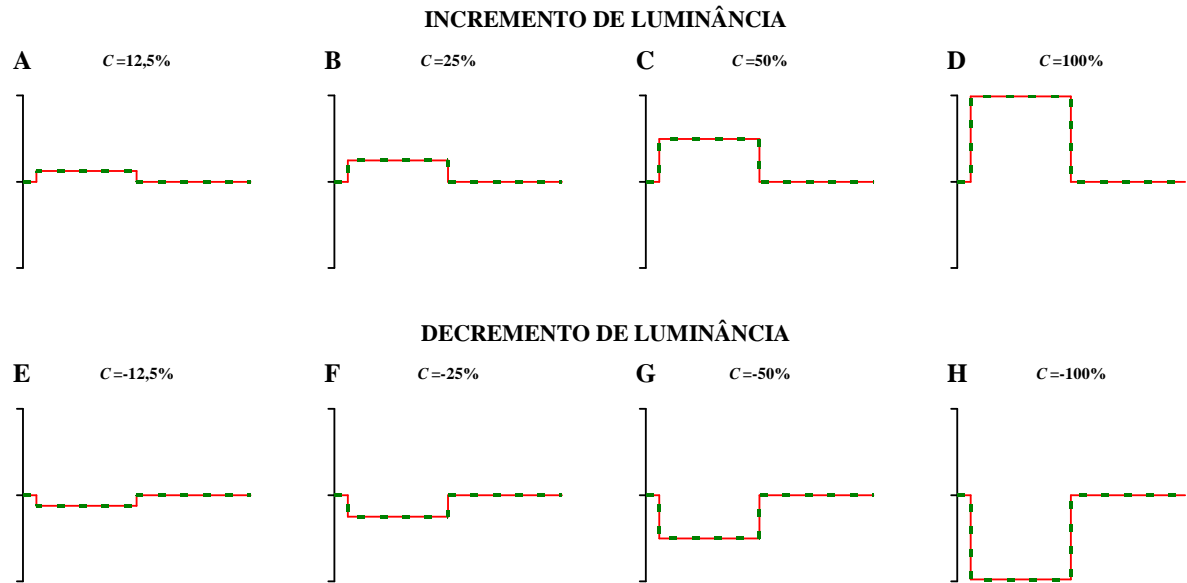 INCREMENTO DE LUMINÂNCIA
A C=12,5% B C=25% C C=50% D C=100%
DECREMENTO DE LUMINÂNCIA
E C=-12,5% F C=-25% G C=-50% H C=-100%